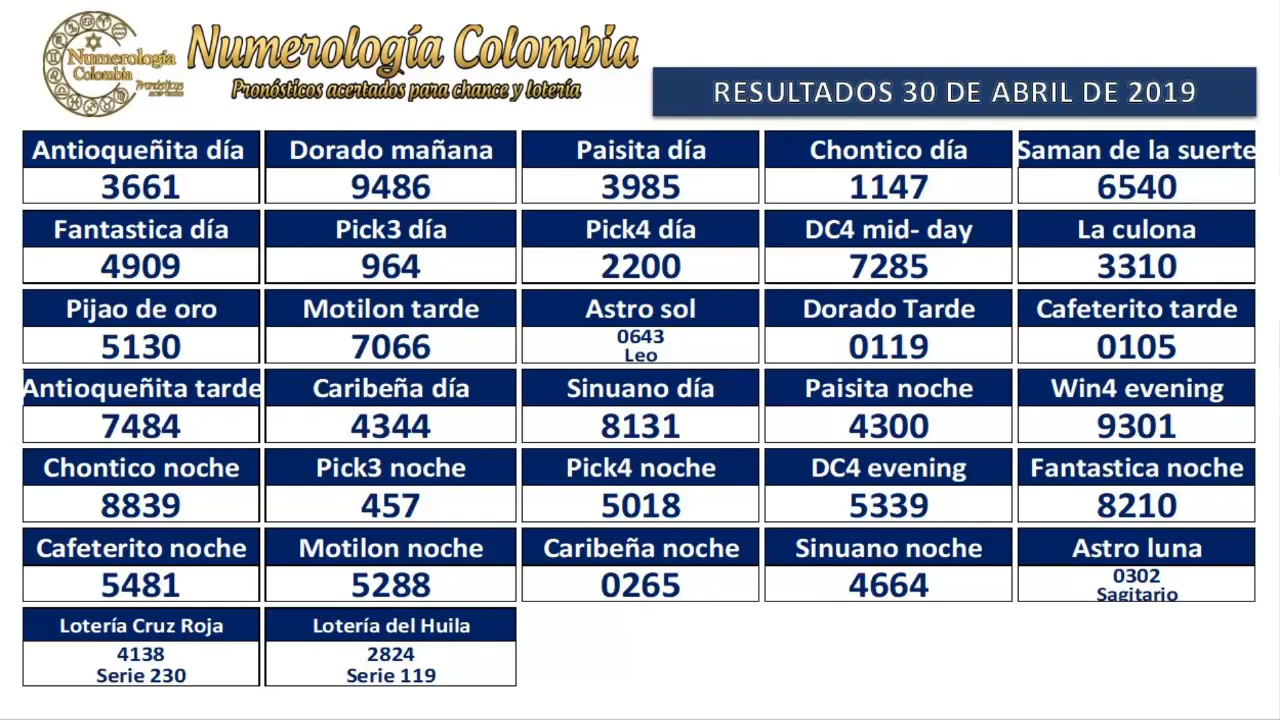 Numerología
Colombia
Pronósticos
Numerología Colombia
Pronósticos acertados para chance y lotería
RESULTADOS 30 DE ABRIL DE 2019
Antioqueñita día Dorado mañana Paisita día Chontico día Saman de la suerte
3661 9486 3985 1147 6540
Fantastica día Pick3 día Pick4 día DC4 mid- day La culona
4909 964 2200 7285 3310
Pijao de oro Motilon tarde Astro sol Dorado Tarde Cafeterito tarde
5130 7066 0643 0119 0105
Leo
Antioqueñita tarde Caribeña día Sinuano día Paisita noche Win4 evening
7484 4344 8131 4300 9301
Chontico noche Pick3 noche Pick4 noche DC4 evening Fantastica noche
8839 457 5018 5339 8210
Cafeterito noche Motilon noche Caribeña noche Sinuano noche Astro luna
5481 5288 0265 4664 0302
Sagitario
Lotería Cruz Roja Lotería del Huila
4138 2824
Serie 230 Serie 119